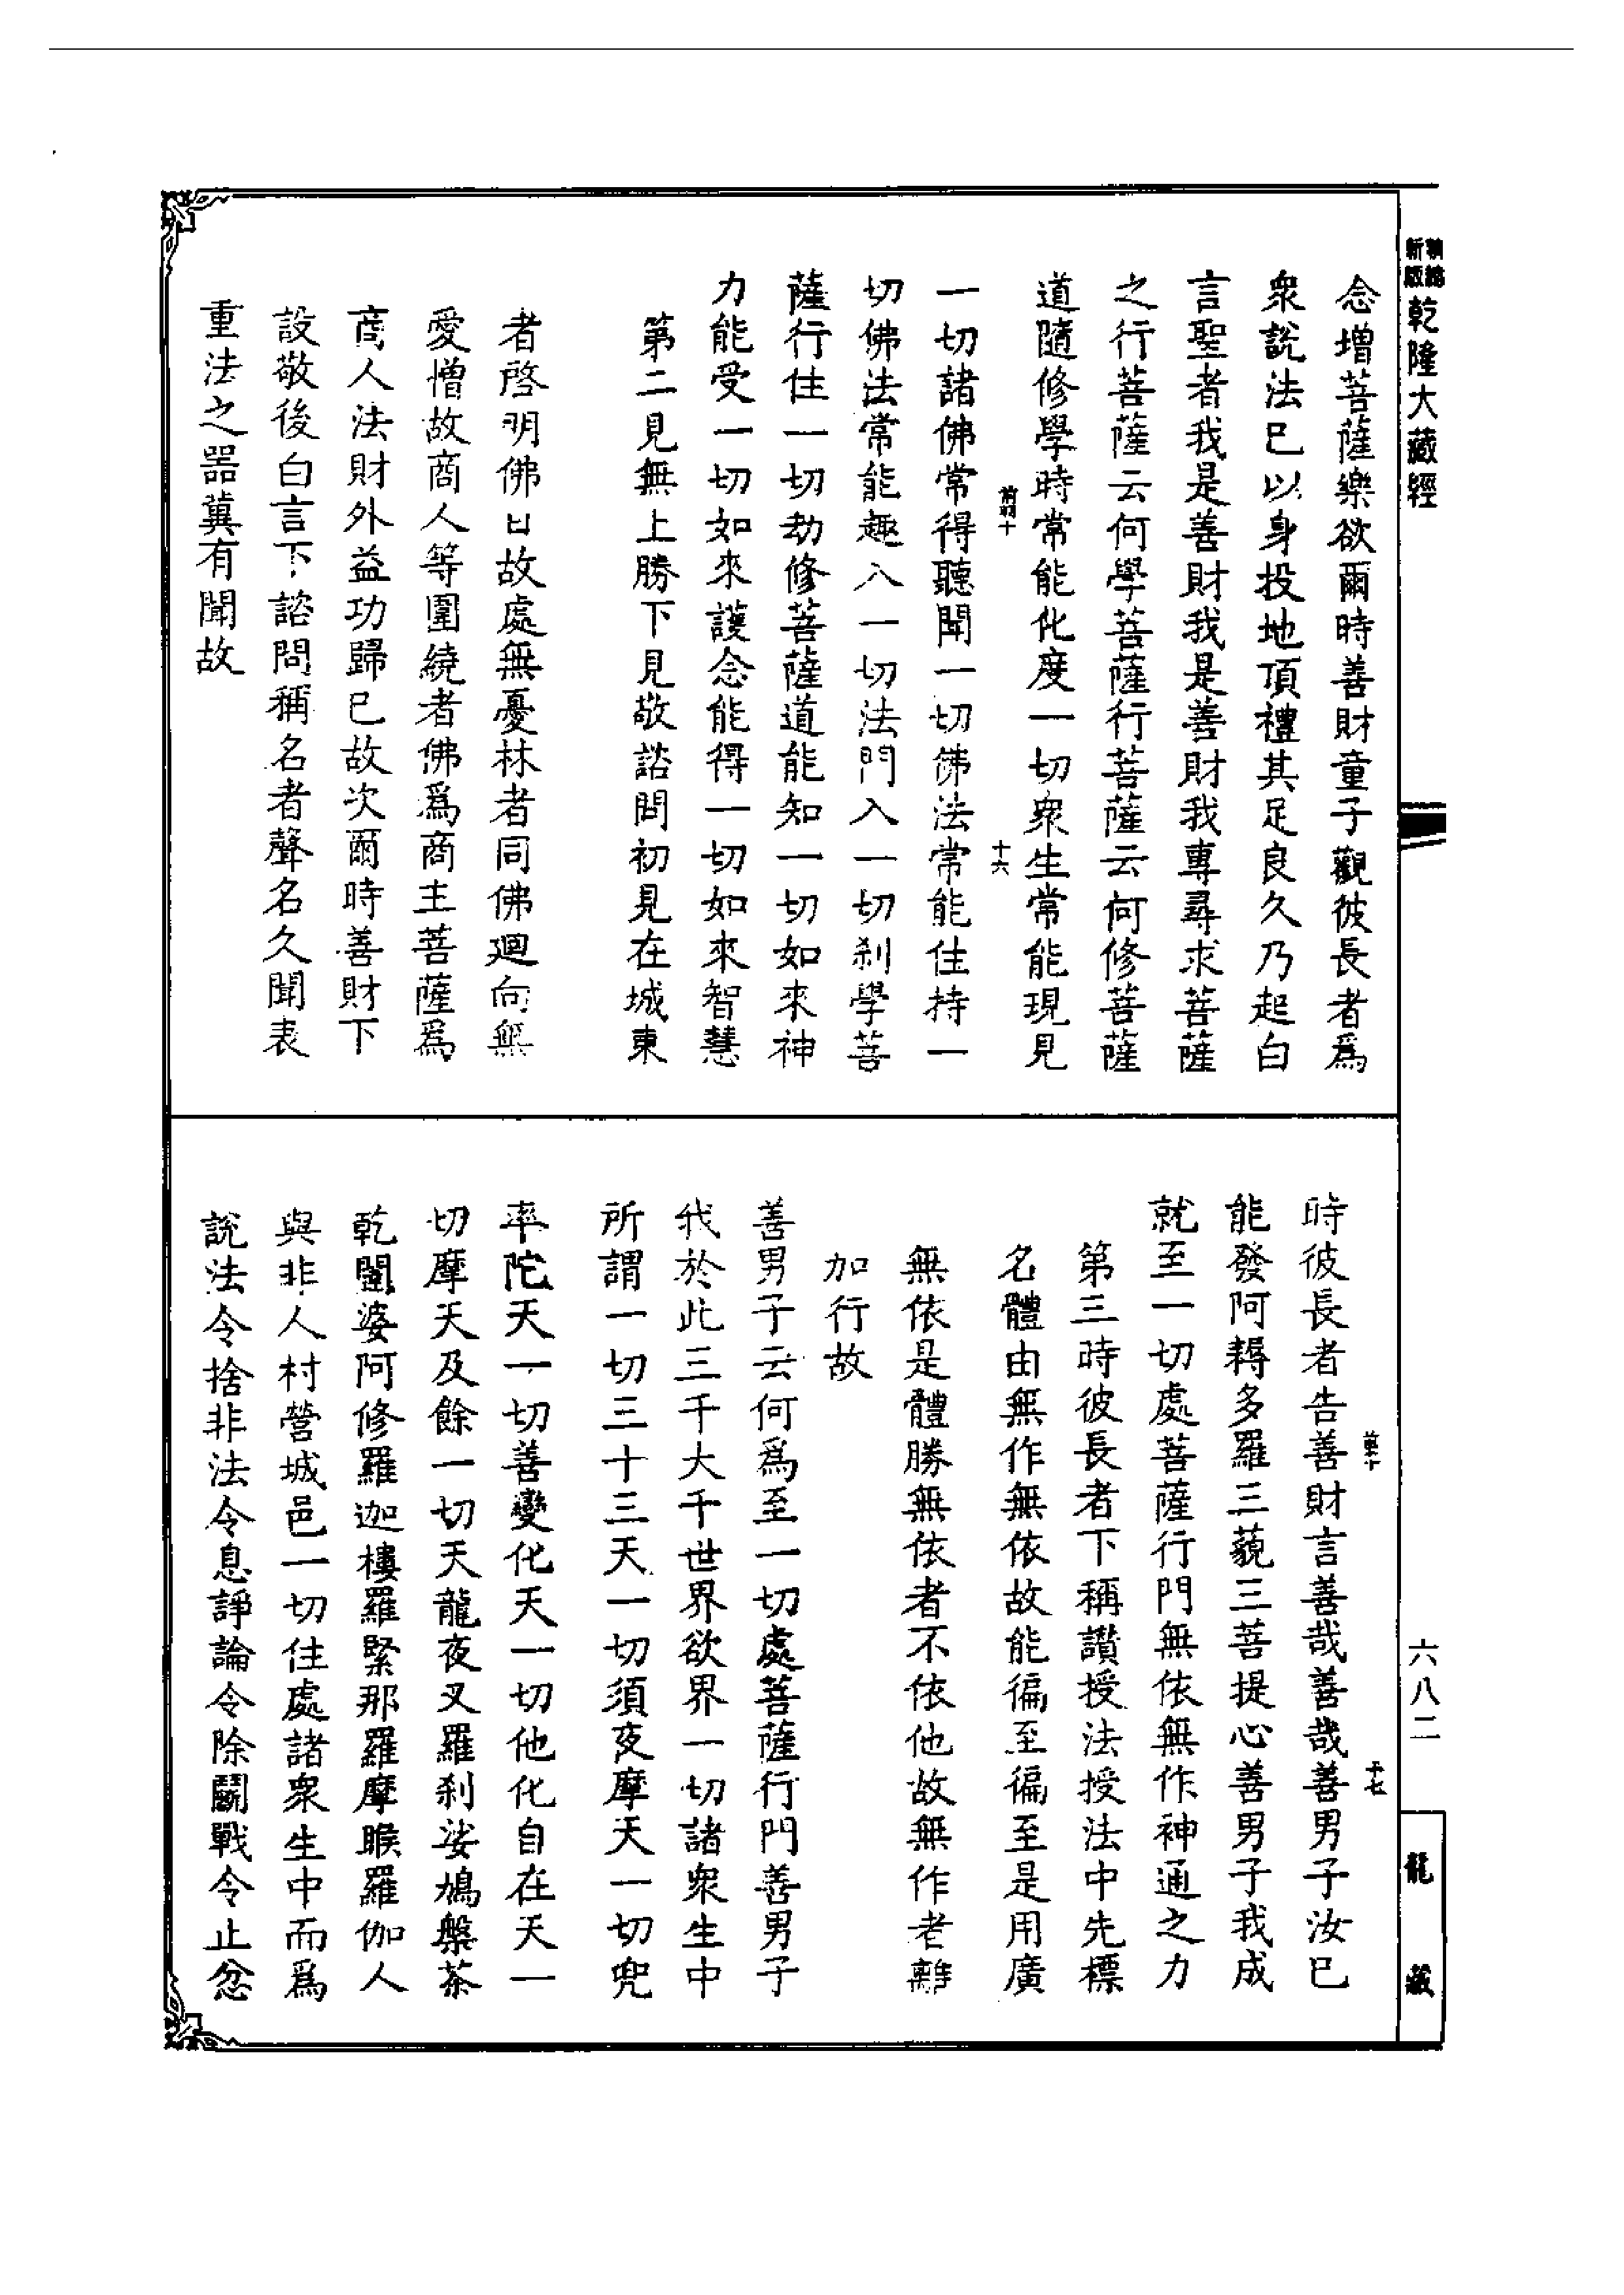 新版
乾隆大藏經
念增菩薩樂欲爾時善財童子觀彼長者爲
衆說法已以身投地頂禮其足良久乃起白
言聖者我是善財我是善財我專尋求菩薩
之行菩薩云何學菩薩行菩薩云何修菩薩
道隨修學時常能化度一切衆生常能現見
十六
一切諸佛常得聽聞一切佛法常能住持一
切佛法常能趣入一切法門入一切剎學菩
薩行住一切劫修菩薩道能知一切如來神
力能受一切如來護念能得一切如來智慧
第二見無上勝下見敬諮問初見在城東
者啓明佛日故處無憂林者同佛迴向無
愛憎故商人等圍繞者佛爲商主菩薩爲
商人法財外益功歸已故次爾時善財下
設敬後白言下諮問稱名者聲名久聞表
重法之器冀有聞故
六八二
龍藏
十七
時彼長者告善財言善哉善哉善男子汝已
能發阿耨多羅三藐三菩提心善男子我成
就至一切處菩薩行門無依無作神通之力
第三時彼長者下稱讚授法授法中先標
名體由無作無依故能徧至徧至是用廣
無依是體勝無依者不依他故無作者離
加行故
善男子云何爲至一切處菩薩行門善男子
我於此三千大千世界欲界一切諸衆生中
所謂一切三十三天一切須夜摩天一切兜
率陀天一切善變化天一切他化自在天一
切摩天及餘一切天龍夜叉羅剎娑鳩槃茶
乾闥婆阿修羅迦樓羅緊那羅摩睺羅伽人
與非人村營城邑一切住處諸衆生中而爲
說法令捨非法令息諍論令除鬪戰令止忿